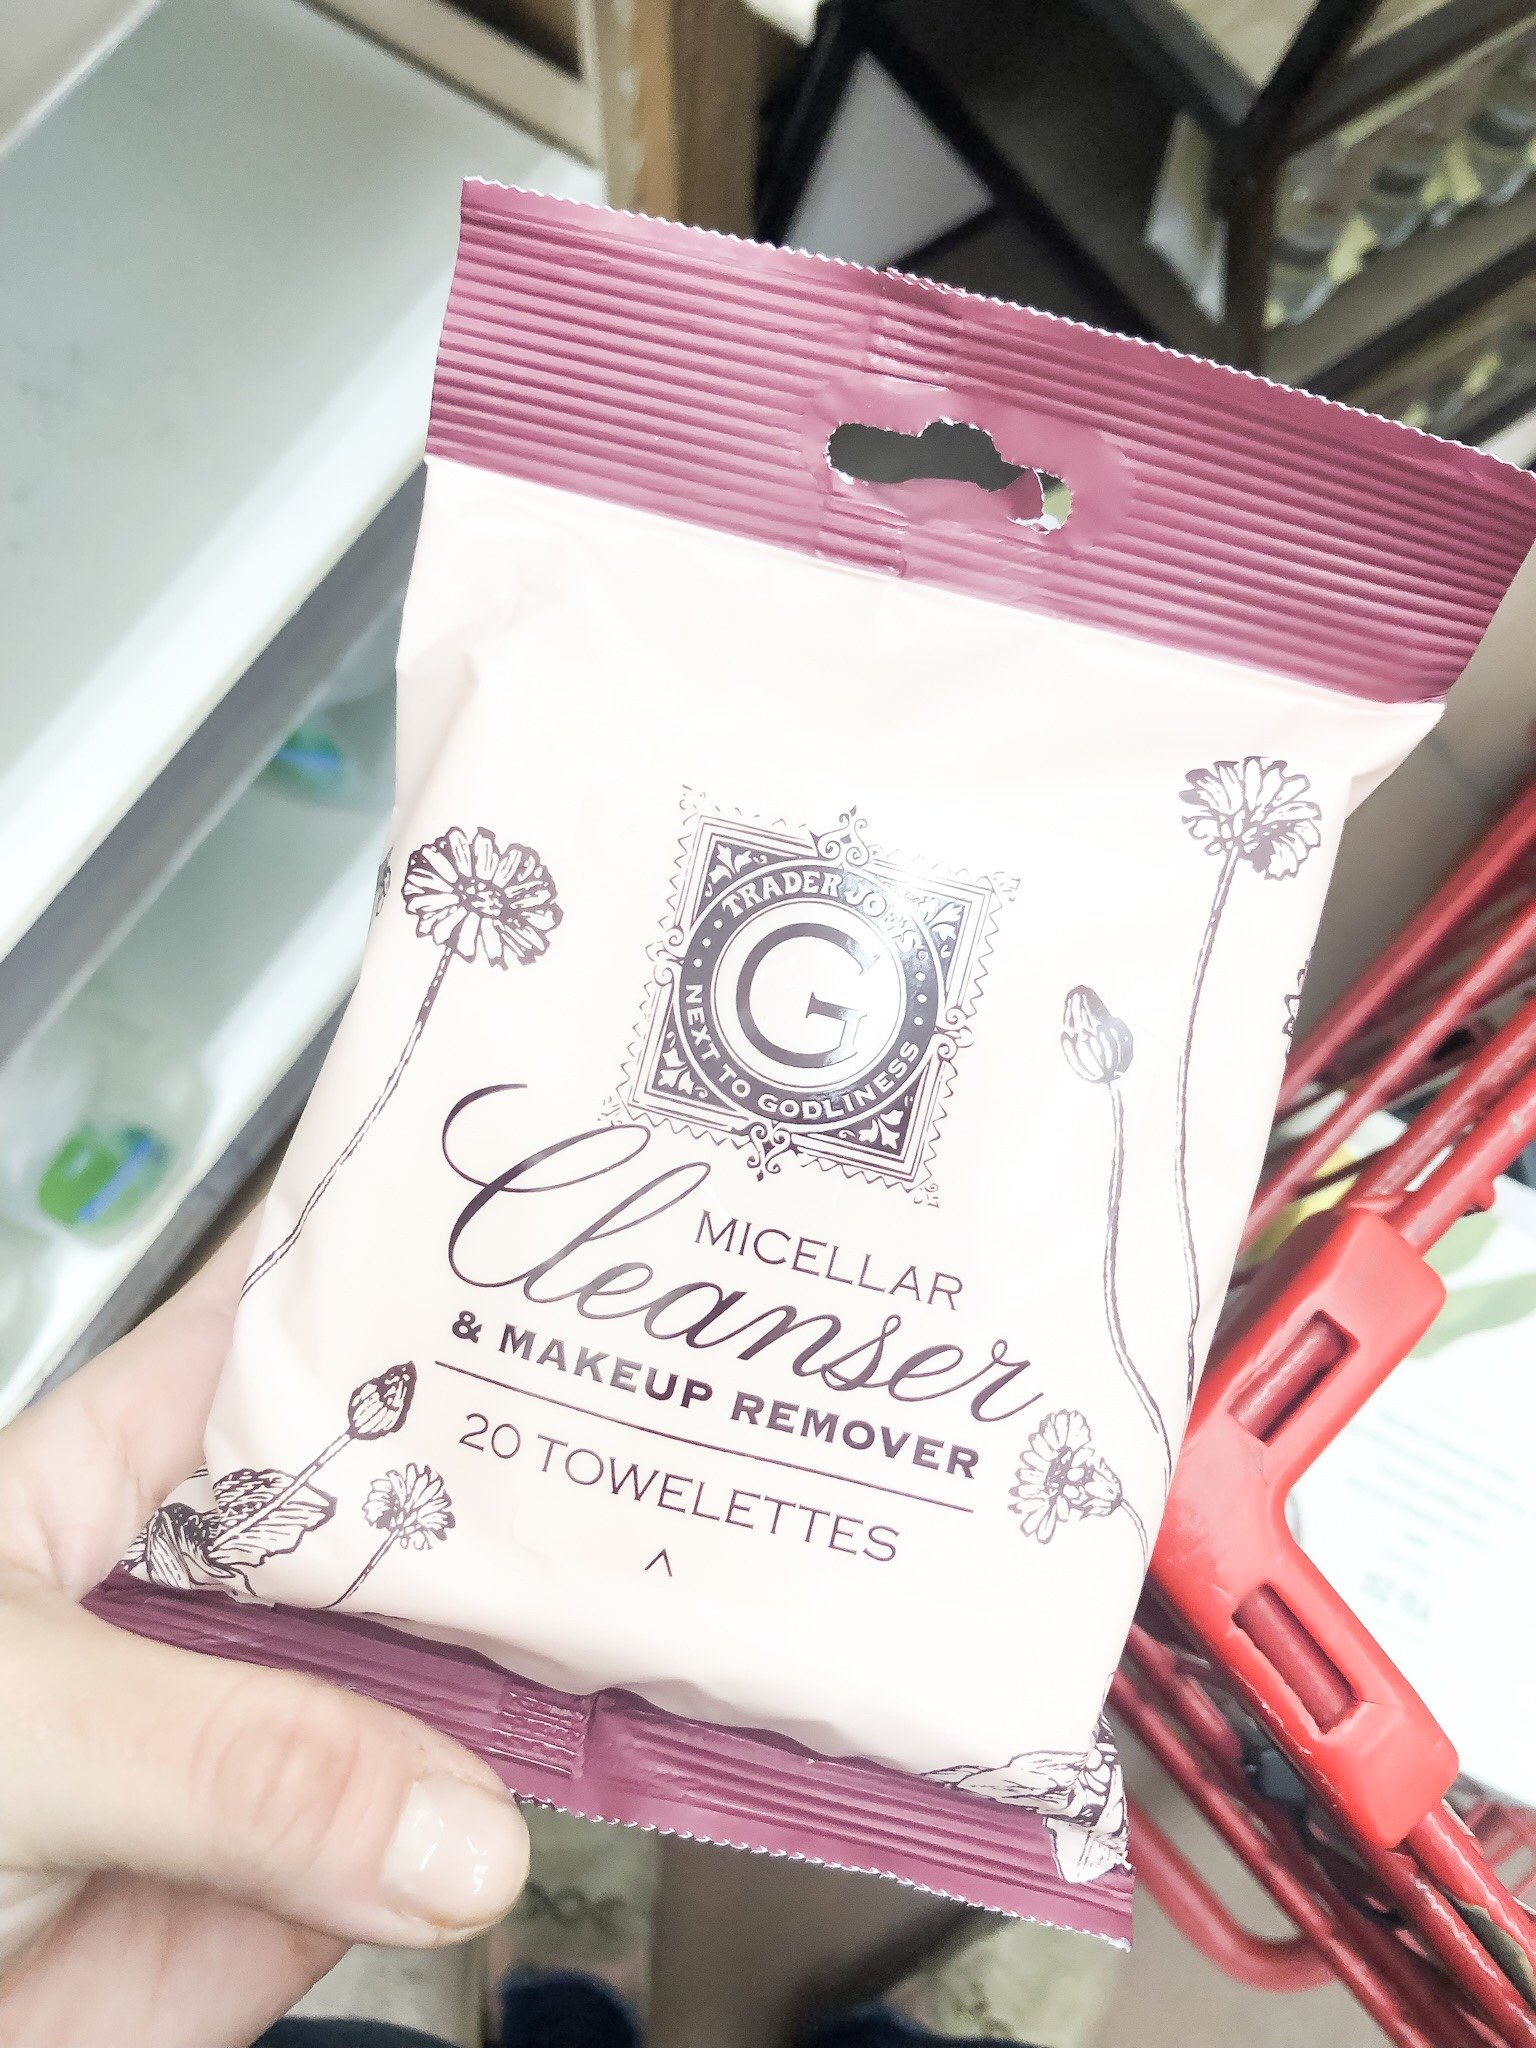 TRADER JOE'S
G
NEXT TO GODLINESS
MICELLAR
Cleanser
& MAKEUP REMOVER
20 TOWELETTES